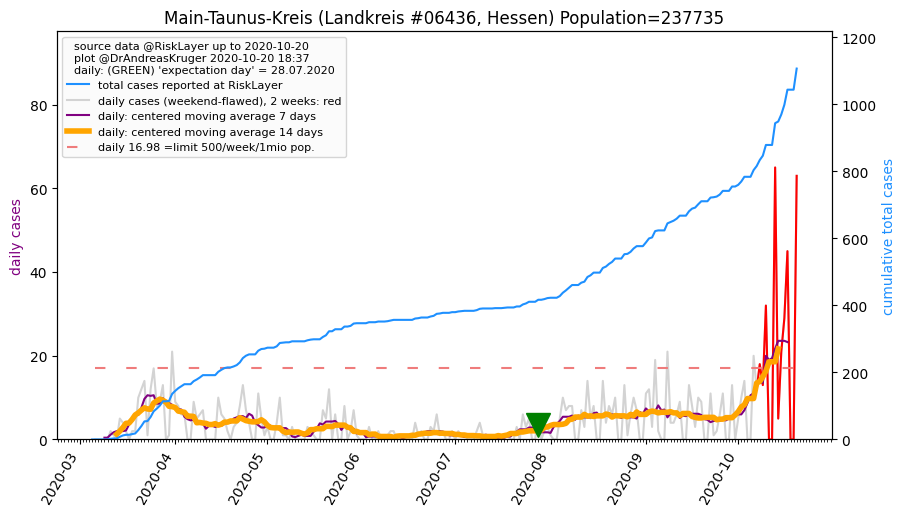 Main-Taunus-Kreis (Landkreis #06436, Hessen) Population=237735
source data @RiskLayer up to 2020-10-20
plot @DrAndreasKruger 2020-10-20 18:37
daily: (GREEN) 'expectation day' = 28.07.2020
total cases reported at RiskLayer
daily cases (weekend-flawed), 2 weeks: red
daily: centered moving average 7 days
daily: centered moving average 14 days
daily 16.98 =limit 500/week/1mio pop.
daily cases
80
60
40
20
0
1200
1000
800
600
400
200
0
cumulative total cases
2020-03
2020-04
2020-05
2020-06
2020-07
2020-08
2020-09
2020-10